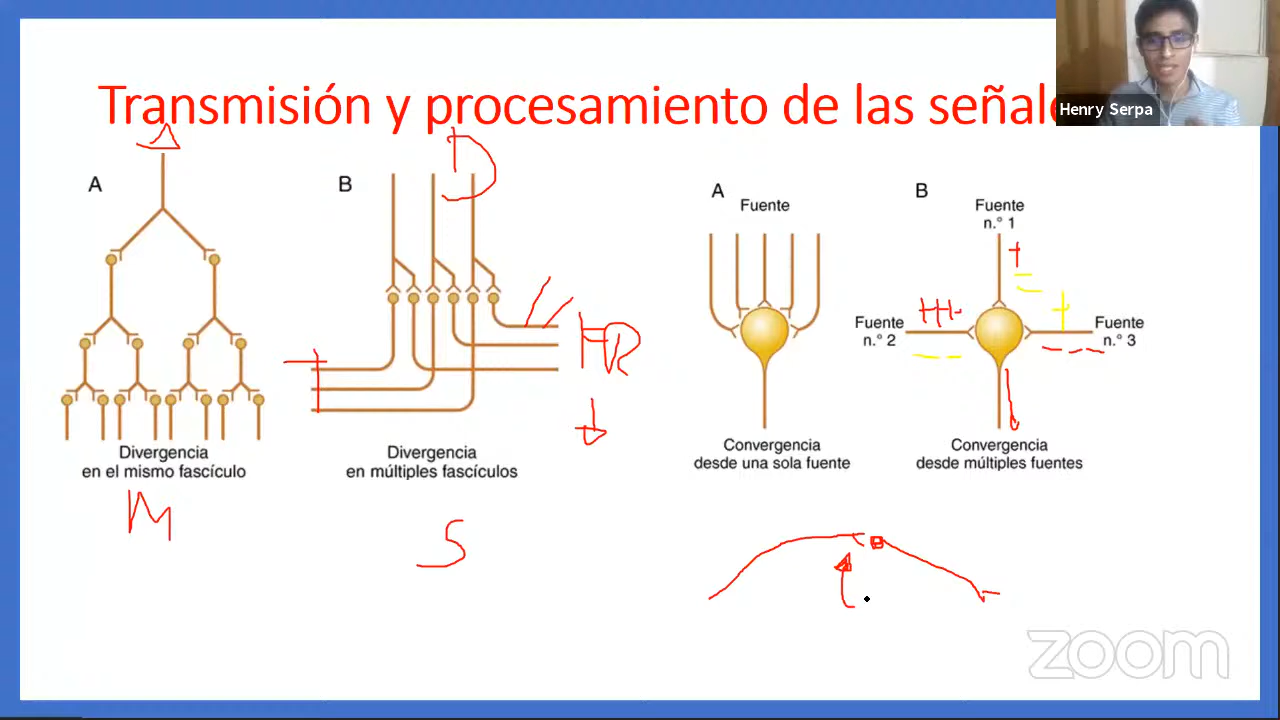 Transmisión y procesamiento de las señale
Henry Serpa
A
B
D
Divergencia
en el mismo fascículo
Divergencia
en múltiples fascículos
M
S
A
Fuente
B
Fuente
n.° 1
+
Fuente
n.° 2
+
Fuente
n.° 3
Convergencia
desde una sola fuente
Convergencia
desde múltiples fuentes
zoom